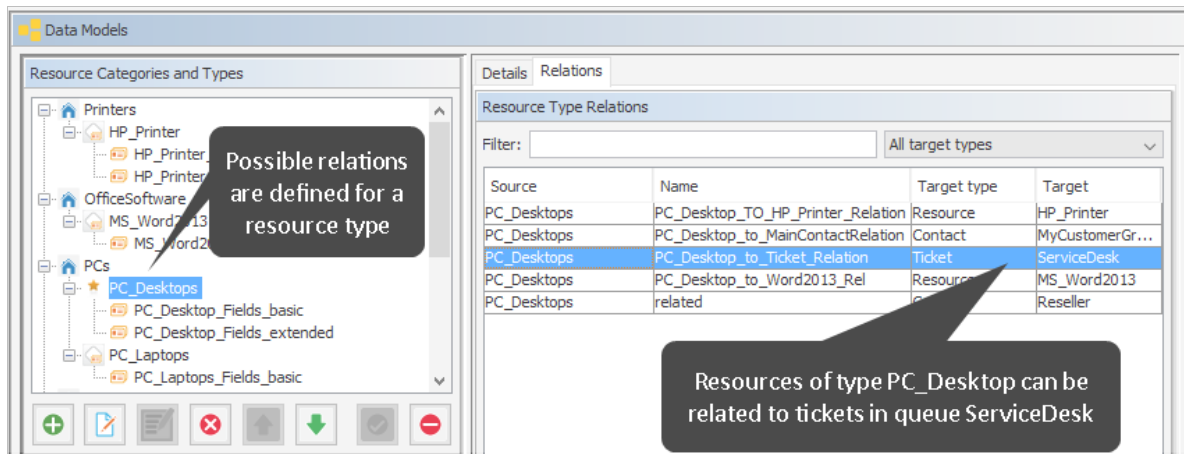 Data Models
Resource Categories and Types
Printers
HP_Printer
HP_Printer_
HP_Printer
OfficeSoftware
MS_Word2013
MS_Word20
PCs
PC_Desktops
PC_Desktop_Fields_basic
PC_Desktop_Fields_extended
PC_Laptops
PC_Laptops_Fields_basic
Possible relations
are defined for a
resource type
Details Relations
Resource Type Relations
Filter: All target types
Source Name Target type Target
PC_Desktops PC_Desktop_TO_HP_Printer_Relation Resource HP_Printer
PC_Desktops PC_Desktop_to_MainContactRelation Contact MyCustomerGr...
PC_Desktops PC_Desktop_to_Ticket_Relation Ticket ServiceDesk
PC_Desktops PC_Desktop_to_Word2013_Rel Resource MS_Word2013
PC_Desktops related Reseller
Resources of type PC_Desktop can be
related to tickets in queue ServiceDesk